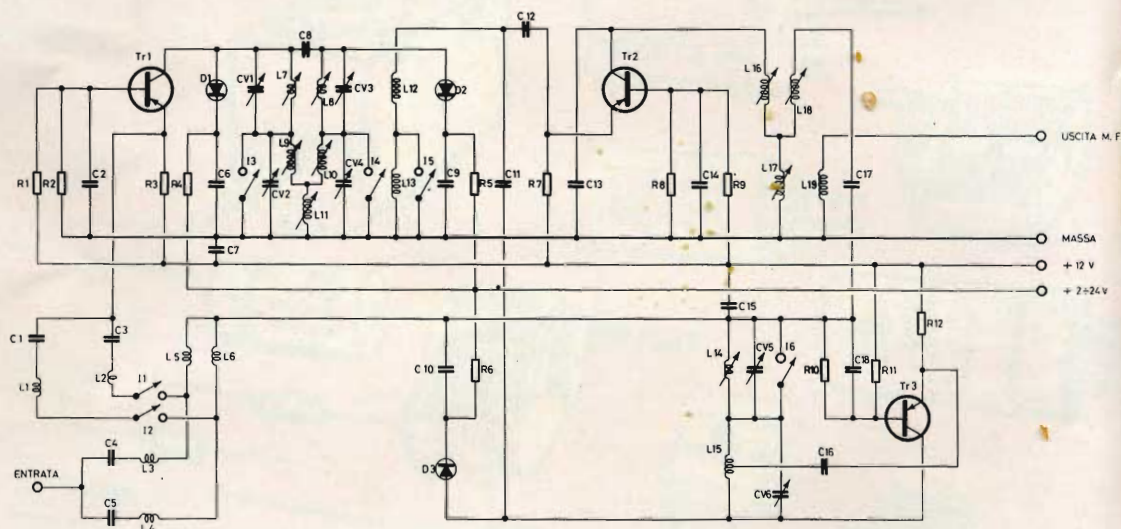 C8
C12
Tr1
Tr2
D1
CV1
L7
L8
CV3
L12
D2
L16
L18
L9
CV4
I3
I4
I5
L10
USCITA M.F
R1
R2
C2
R3
R4
C6
CV2
L11
L13
C9
R5
C11
R7
C13
R8
C14
R9
L17
L19
C17
MASSA
C7
+ 12 V
+ 2÷24V
C15
C1
C3
L5
L6
R12
L1
L2
I1
I2
C10
R6
L14
CV5
I6
R10
C18
R11
Tr3
C4
L3
ENTRATA
D3
L15
C16
C5
L4
CV6